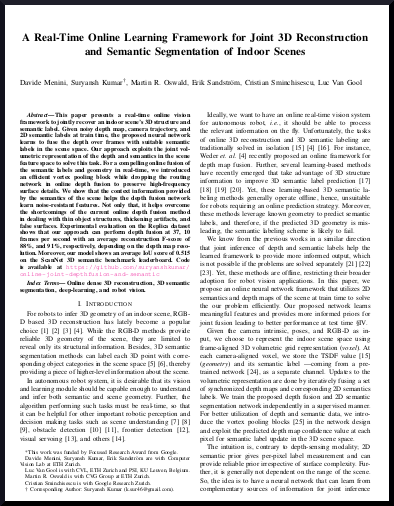 A Real-Time Online Learning Framework for Joint 3D Reconstruction
and Semantic Segmentation of Indoor Scenes
Davide Menini, Suryansh Kumar†, Martin R. Oswald, Erik Sandström, Cristian Sminchisescu, Luc Van Gool
Abstract—This paper presents a real-time online vision
framework to jointly recover an indoor scene's 3D structure and
semantic label. Given noisy depth map, camera trajectory, and
2D semantic labels at train time, the proposed neural network
learns to fuse the depth over frames with suitable semantic
labels in the scene space. Our approach exploits the joint vol-
umetric representation of the depth and semantics in the scene
feature space to solve this task. For a compelling online fusion of
the semantic labels and geometry in real-time, we introduce
an efficient vortex pooling block while dropping the routing
network in online depth fusion to preserve high-frequency
surface details. We show that the context information provided
by the semantics of the scene helps the depth fusion network
learn noise-resistant features. Not only that, it helps overcome
the shortcomings of the current online depth fusion method
in dealing with thin object structures, thickening artifacts, and
false surfaces. Experimental evaluation on the Replica dataset
shows that our approach can perform depth fusion at 37, 10
frames per second with an average reconstruction F-score of
88%, and 91%, respectively, depending on the depth map reso-
lution. Moreover, our model shows an average IoU score of 0.515
on the ScanNet 3D semantic benchmark leaderboard. Code
is available at https://github.com/suryanshkumar/
online-joint-depthfusion-and-semantic
Index Terms— Online dense 3D reconstruction, 3D semantic
segmentation, deep-learning, and robot vision.
I. INTRODUCTION
For robots to infer 3D geometry of an indoor scene, RGB-
D based 3D reconstruction has lately become a popular
choice [1] [2] [3] [4]. While the RGB-D methods provide
reliable 3D geometry of the scene, they are limited to
reveal only its structural information. Besides, 3D semantic
segmentation methods can label each 3D point with corre-
sponding object categories in the scene space [5] [6], thereby
providing a piece of higher-level information about the scene.
In autonomous robot system, it is desirable that its vision
and learning module should be capable enough to understand
and infer both semantic and scene geometry. Further, the
algorithm performing such tasks must be real-time, so that
it can be helpful for other important robotic perception and
decision making tasks such as scene understanding [7] [8]
[9], obstacle detection [10] [11], frontier detection [12],
visual servoing [13], and others [14].
*This work was funded by Focused Research Award from Google.
Davide Menini, Suryansh Kumar, Erik Sandström are with Computer
Vision Lab at ETH Zurich.
Luc Van Gool is with CVL, ETH Zurich and PSI, KU Leuven, Belgium.
Martin R. Oswald is with CVG Group at ETH Zurich.
Cristian Sminchisescu is with Google Research Zurich.
† Corresponding Author: Suryansh Kumar (k.sur46@gmail.com).
Ideally, we want to have an online real-time vision system
for autonomous robot, i.e., it should be able to process
the relevant information on the fly. Unfortunately, the tasks
of online 3D reconstruction and 3D semantic labeling are
traditionally solved in isolation [15] [4] [16]. For instance,
Weder et al. [4] recently proposed an online framework for
depth map fusion. Further, several learning-based methods
have recently emerged that take advantage of 3D structure
information to improve 3D semantic label prediction [17]
[18] [19] [20]. Yet, these learning-based 3D semantic la-
beling methods generally operate offline, hence, unsuitable
for robots requiring an online prediction strategy. Moreover,
these methods leverage known geometry to predict semantic
labels, and therefore, if the predicted 3D geometry is mis-
leading, the semantic labeling scheme is likely to fail.
We know from the previous works in a similar direction
that joint inference of depth and semantic labels help the
learned framework to provide more informed output, which
is not possible if the problems are solved separately [21] [22]
[23]. Yet, these methods are offline, restricting their broader
adoption for robot vision applications. In this paper, we
propose an online neural network that utilizes 2D
semantics and depth maps of the scene at train time to solve
the our problem efficiently. Our proposed network learns
meaningful features and provides more informed priors for
joint fusion leading to better performance at test time §IV.
Given the camera intrinsic, poses, and RGB-D as in-
put, we choose to represent the indoor scene space using
frame-aligned 3D volumetric grid representation (voxel). At
each camera-aligned voxel, we store the TSDF value [15]
(geometry) and its semantic label —coming from a pre-
trained network [24], as a separate channel. Updates to the
volumetric representation are done by iteratively fusing a set
of synchronized depth maps and corresponding 2D semantics
labels. We train the proposed depth fusion and 2D semantic
segmentation network independently in a supervised manner.
For better utilization of depth and semantic data, we intro-
duce the vortex pooling blocks [25] in the network design
and exploit the predicted depth map confidence value at each
pixel for semantic label update in the 3D scene space.
The intuition is, contrary to depth-sensing modality, 2D
semantic prior gives per-pixel label measurement and can
provide reliable prior irrespective of surface complexity. Fur-
ther, it is generally not dependent on the range of the scene.
So, the idea is to have a neural network that can learn from
complementary sources of information for joint inference